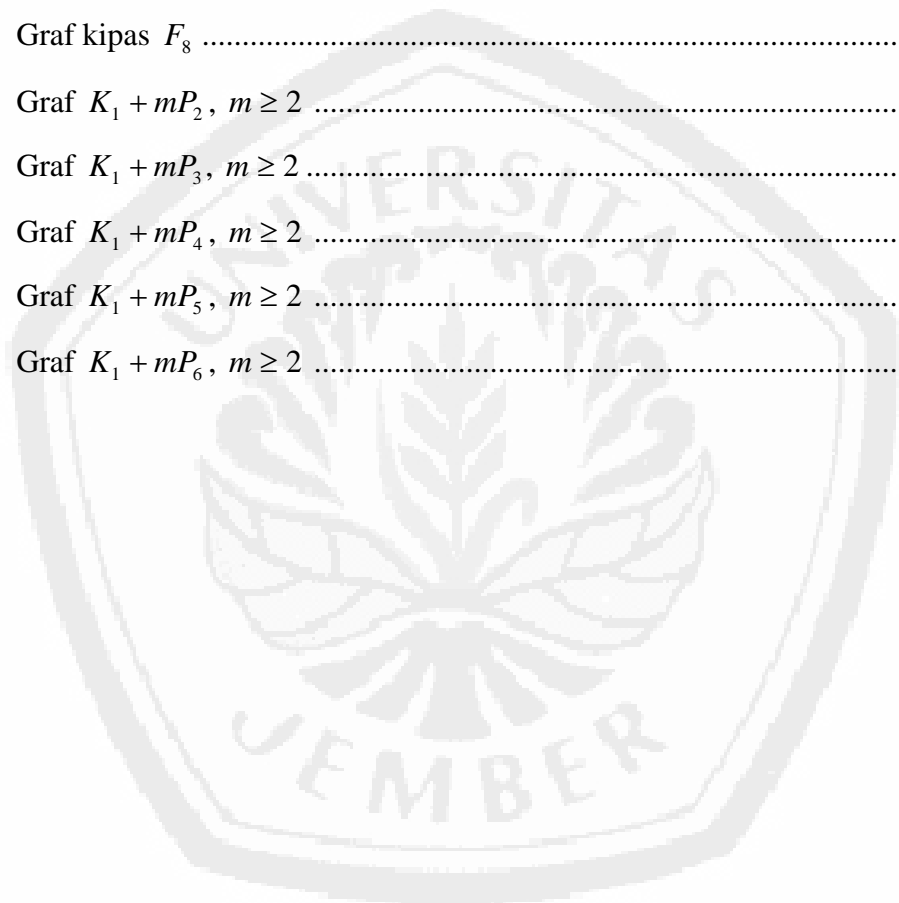 Graf kipas F₈ ..........................................................................................
Graf K₁ + mP₂ , m ≥ 2 ..........................................................................
Graf K₁ + mP₃, m ≥ 2 ...........................................................................
Graf K₁ + mP₄ , m ≥ 2 ..........................................................................
Graf K₁ + mP₅ , m ≥ 2 ..........................................................................
Graf K₁ + mP₆ , m ≥ 2 ..........................................................................
UNIVERSITAS
JEMBER